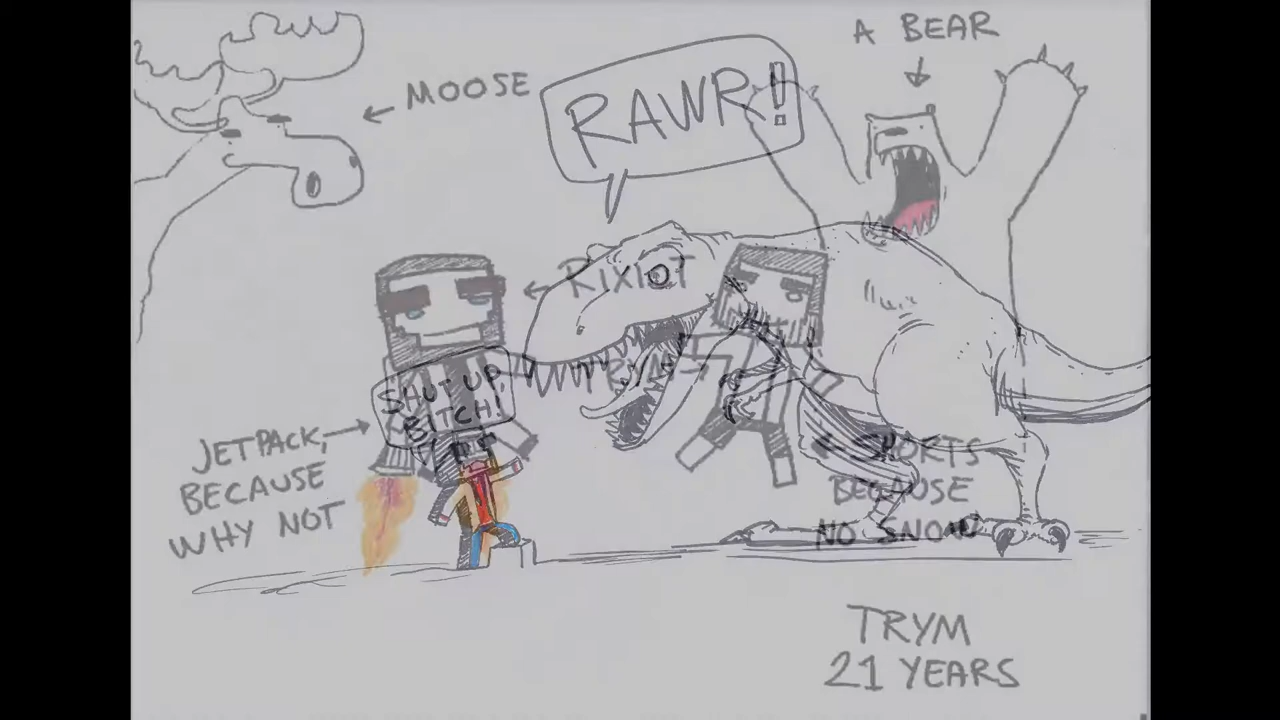 A BEAR
MOOSE
RAWR!
RIXIOT
SHUT UP,
BITCH!
JETPACK,
BECAUSE
WHY NOT
SHORTS
BECAUSE
NO SNOW
TRYM
21 YEARS